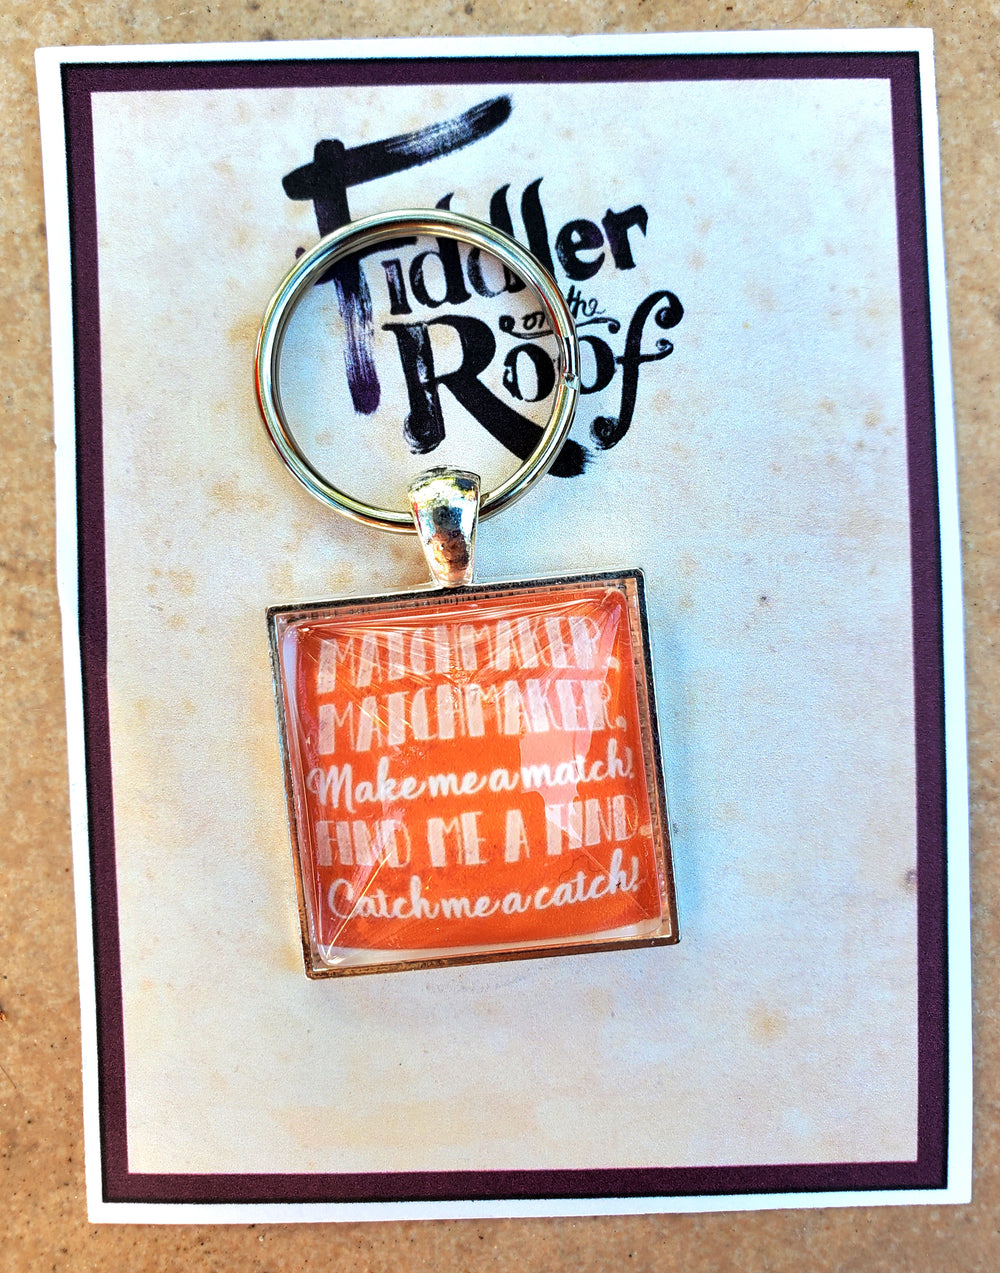 Fiddler
on the
Roof
MATCHMAKER,
MATCHMAKER,
Make me a match!
FIND ME A FIND.
Catch me a catch!